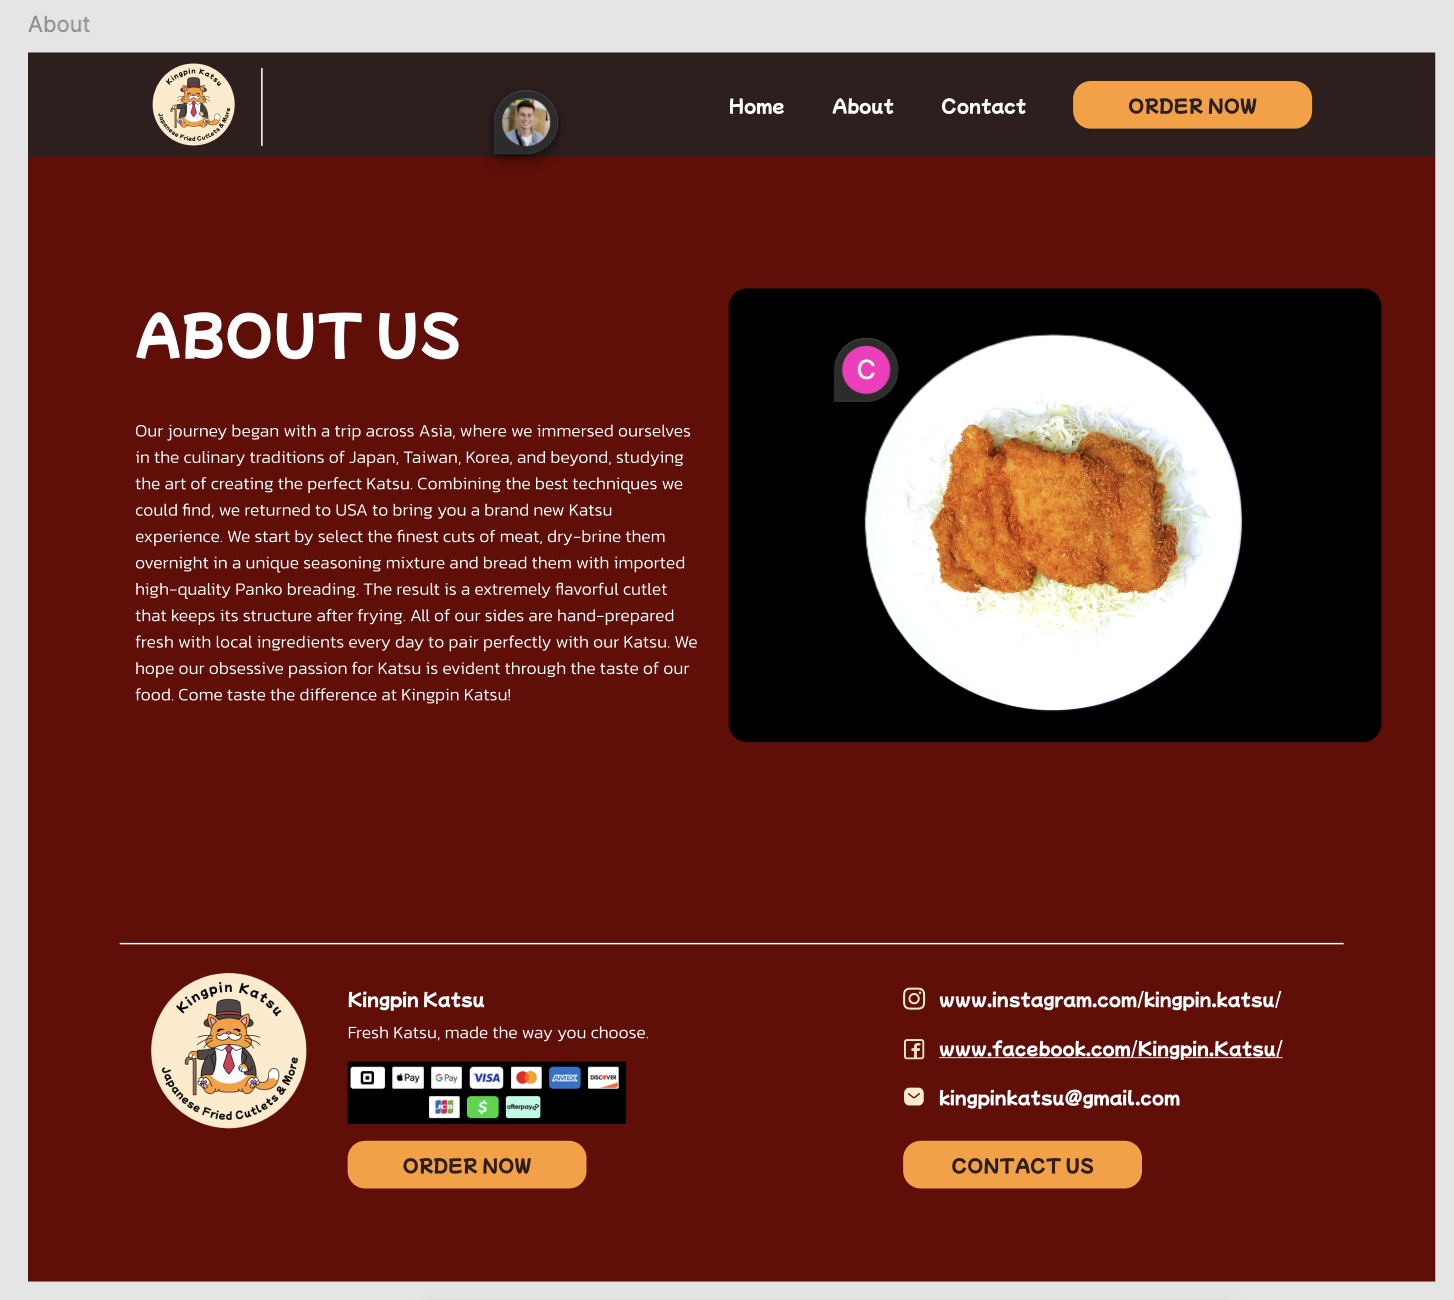 About
Kingpin Katsu
Japanese Fried Cutlets & More
Home
About
Contact
ORDER NOW
ABOUT US
C
Our journey began with a trip across Asia, where we immersed ourselves
in the culinary traditions of Japan, Taiwan, Korea, and beyond, studying
the art of creating the perfect Katsu. Combining the best techniques we
could find, we returned to USA to bring you a brand new Katsu
experience. We start by select the finest cuts of meat, dry-brine them
overnight in a unique seasoning mixture and bread them with imported
high-quality Panko breading. The result is a extremely flavorful cutlet
that keeps its structure after frying. All of our sides are hand-prepared
fresh with local ingredients every day to pair perfectly with our Katsu. We
hope our obsessive passion for Katsu is evident through the taste of our
food. Come taste the difference at Kingpin Katsu!
Kingpin Katsu
Japanese Fried Cutlets & More
Kingpin Katsu
Fresh Katsu, made the way you choose.
Pay
G Pay
VISA
AMEX
DISCOVER
JCB
$
afterpay
ORDER NOW
www.instagram.com/kingpin.katsu/
www.facebook.com/Kingpin.Katsu/
kingpinkatsu@gmail.com
CONTACT US